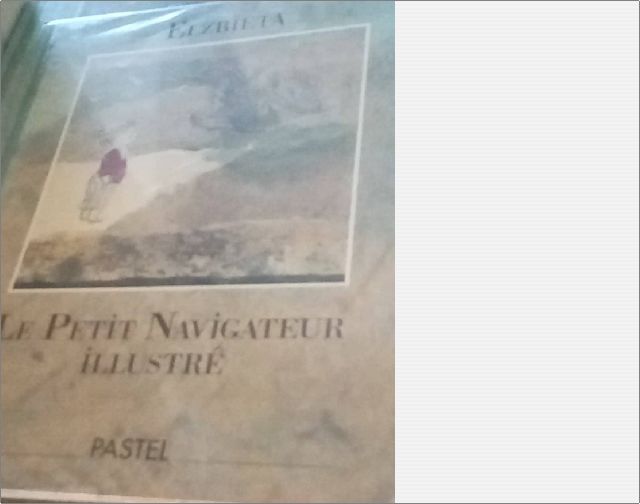 ELZBIETA
LE PETIT NAVIGATEUR
ILLUSTRÉ
PASTEL